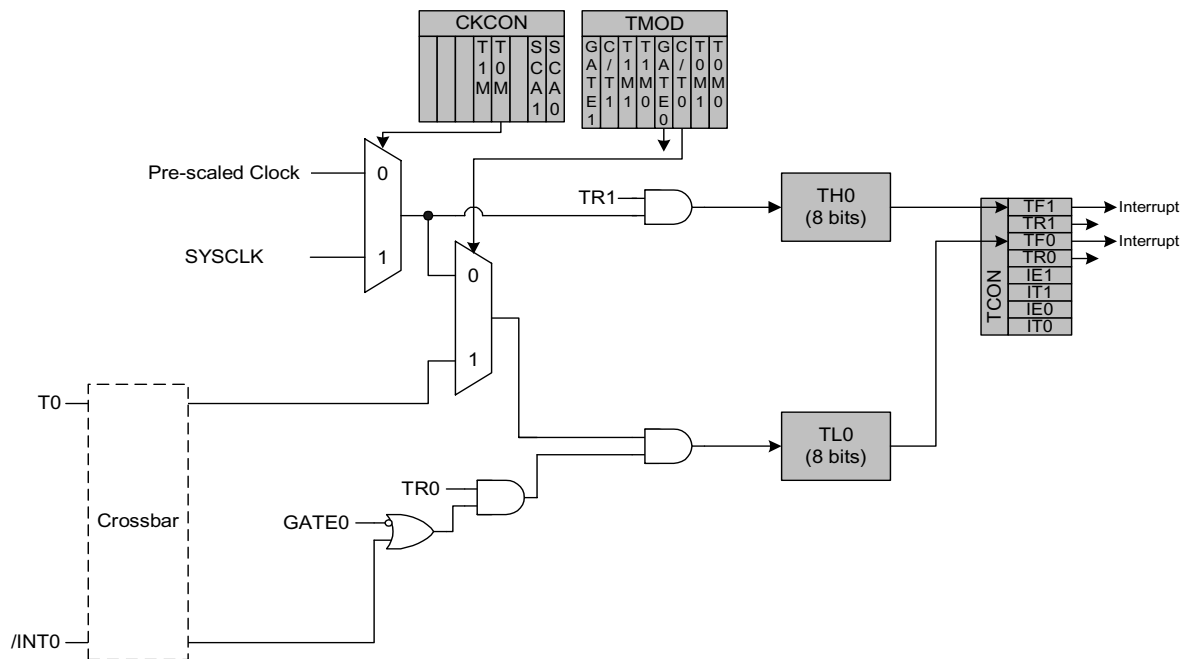 CKCON
TMOD
T1M
T0M
SCA1
SCA0
GATE1
C/T1
T1M1
T1M0
GATE0
C/T0
T0M1
T0M0
Pre-scaled Clock
0
SYSCLK
1
TR1
TH0
(8 bits)
TCON
TF1
Interrupt
TR1
TF0
Interrupt
TR0
IE1
IT1
IE0
IT0
0
1
T0
Crossbar
TL0
(8 bits)
TR0
GATE0
/INT0